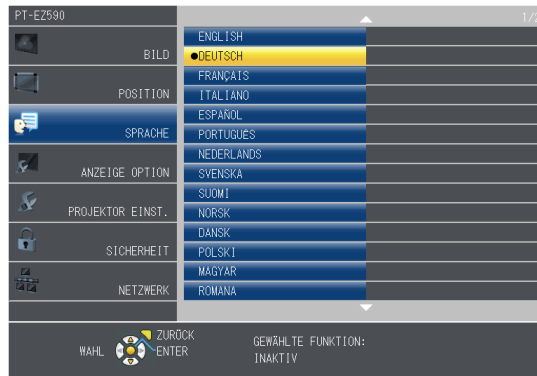 PT-EZ590
1/2
BILD
POSITION
SPRACHE
ANZEIGE OPTION
PROJEKTOR EINST.
SICHERHEIT
NETZWERK
ENGLISH
●DEUTSCH
FRANÇAIS
ITALIANO
ESPAÑOL
PORTUGUÊS
NEDERLANDS
SVENSKA
SUOMI
NORSK
DANSK
POLSKI
MAGYAR
ROMANA
WAHL
ZURÜCK
ENTER
GEWÄHLTE FUNKTION:
INAKTIV